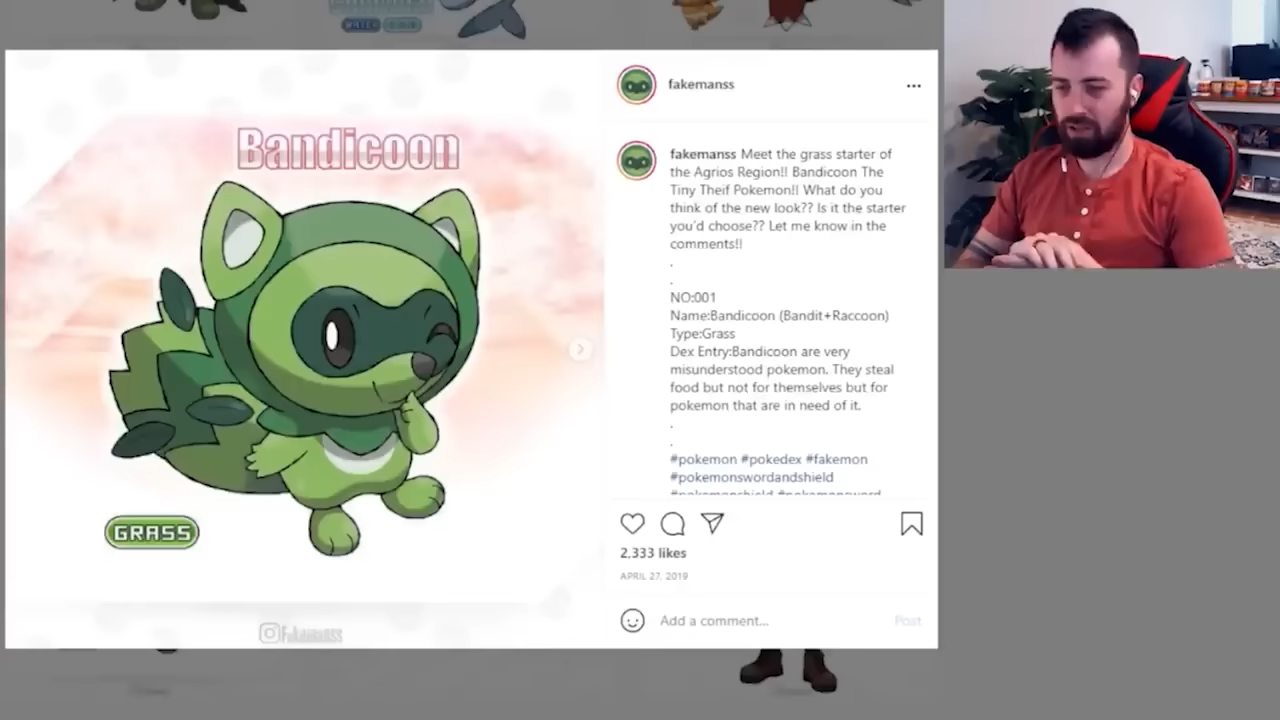 Bandicoon
GRASS
Fakemanss
fakemanss
fakemanss Meet the grass starter of
the Agrios Region!! Bandicoon The
Tiny Theif Pokemon!! What do you
think of the new look?? Is it the starter
you'd choose?? Let me know in the
comments!!
.
.
NO:001
Name:Bandicoon (Bandit+Raccoon)
Type:Grass
Dex Entry:Bandicoon are very
misunderstood pokemon. They steal
food but not for themselves but for
pokemon that are in need of it.
.
.
#pokemon #pokedex #fakemon
#pokemonswordandshield
#pokemonshield #pokemonsword
2,333 likes
APRIL 27, 2019
Add a comment...
Post